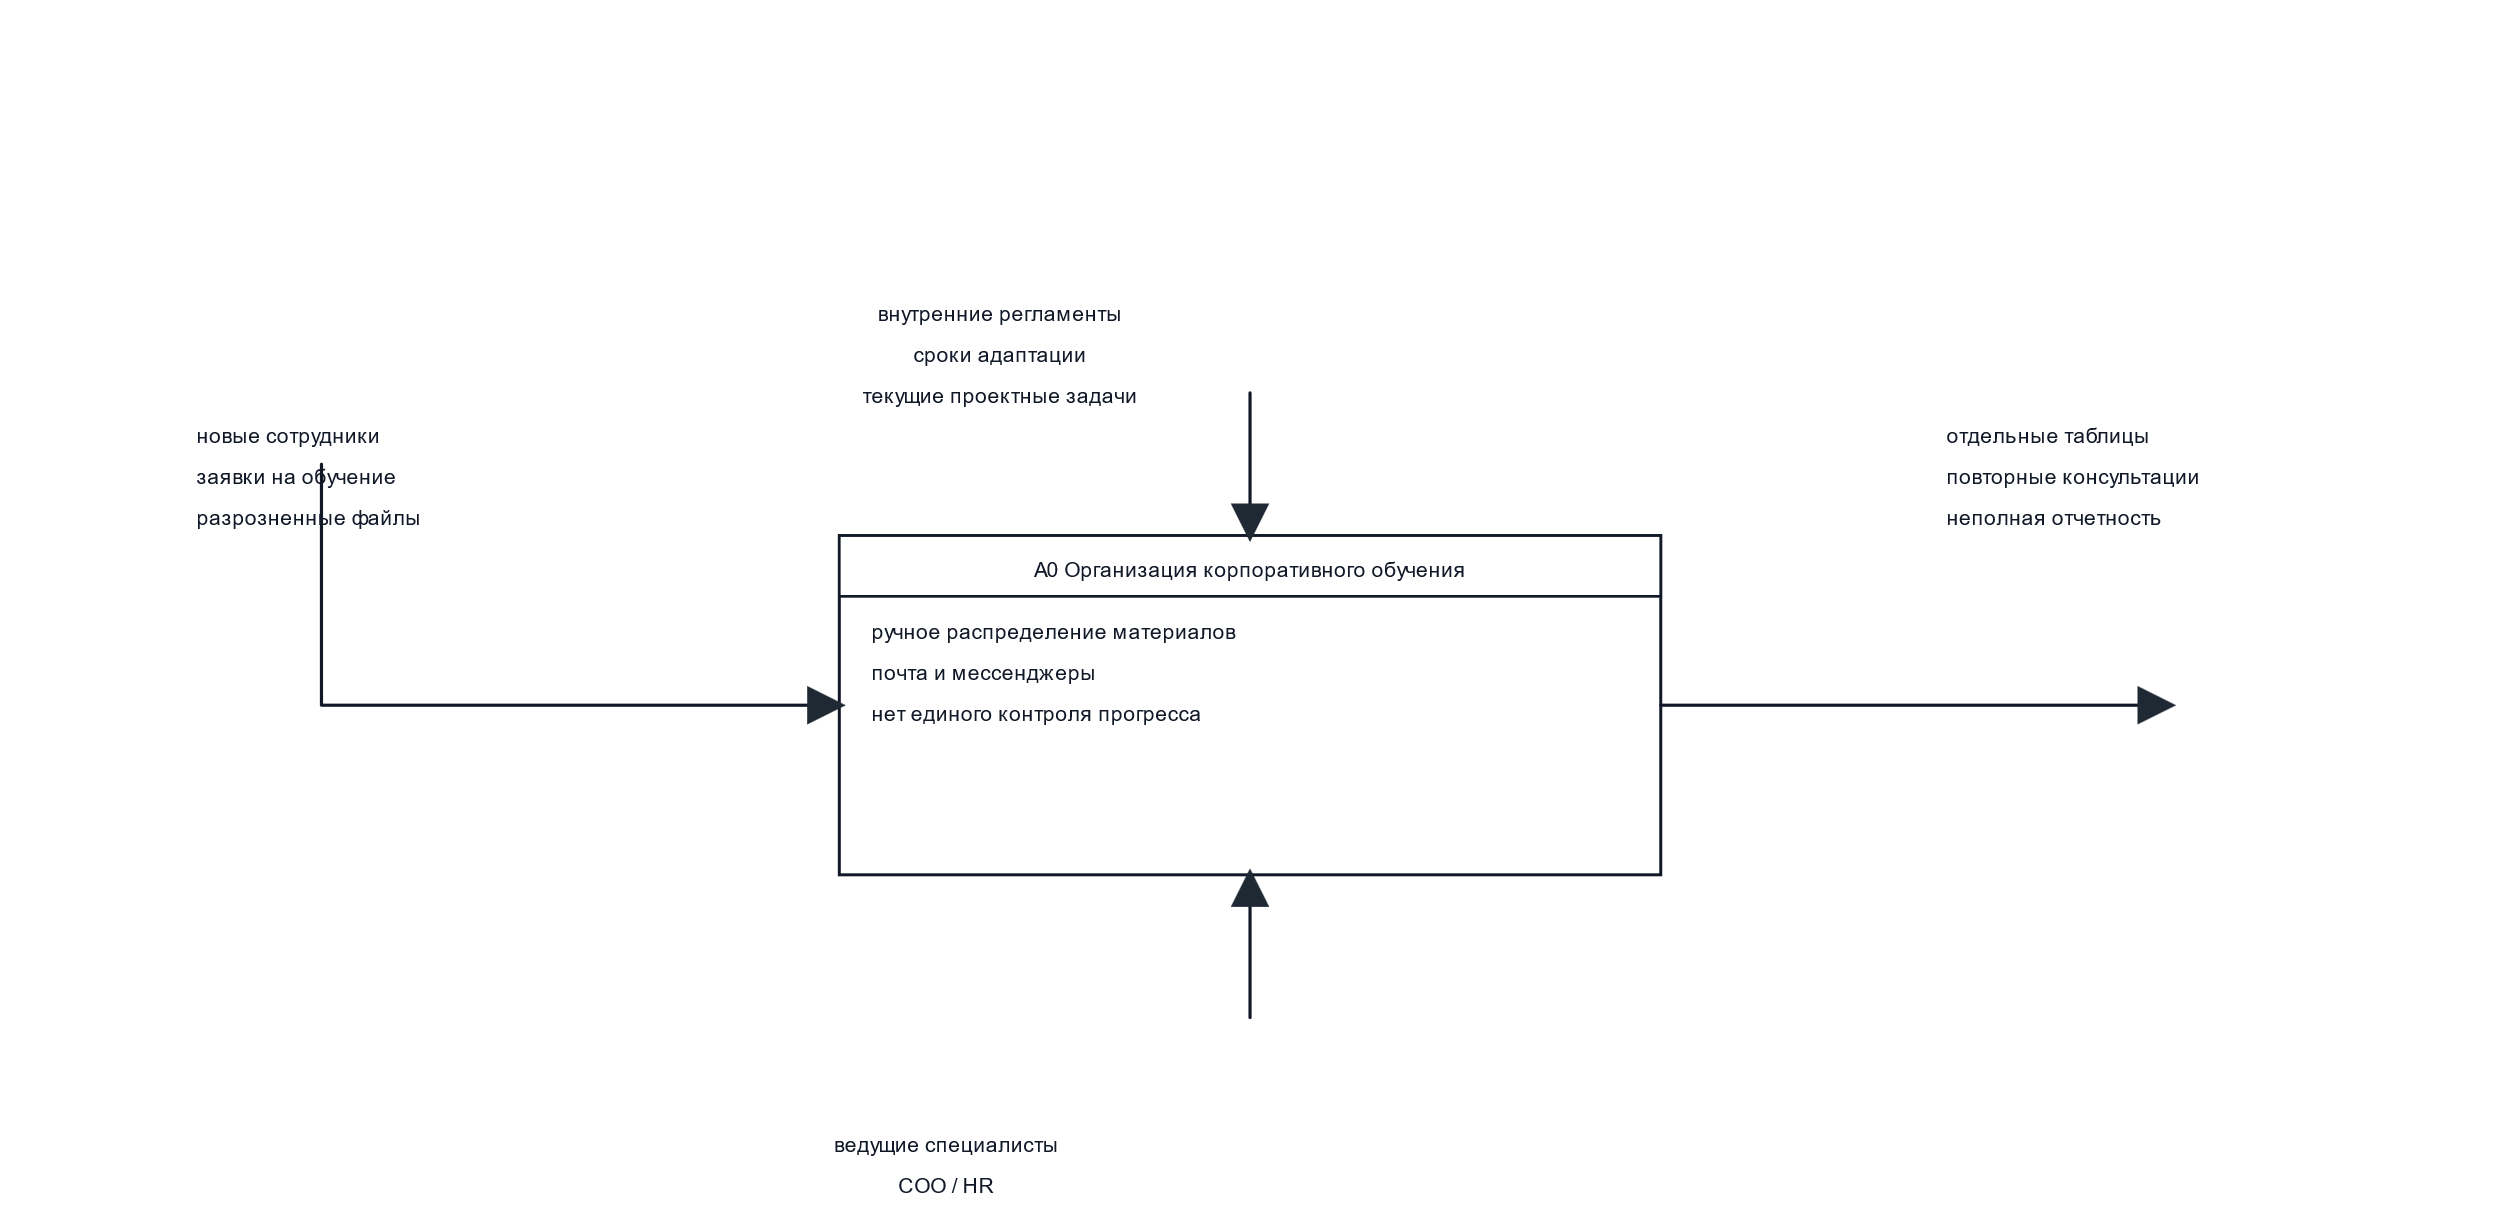 внутренние регламенты
сроки адаптации
текущие проектные задачи
новые сотрудники
заявки на обучение
разрозненные файлы
отдельные таблицы
повторные консультации
неполная отчетность
A0 Организация корпоративного обучения
ручное распределение материалов
почта и мессенджеры
нет единого контроля прогресса
ведущие специалисты
COO / HR